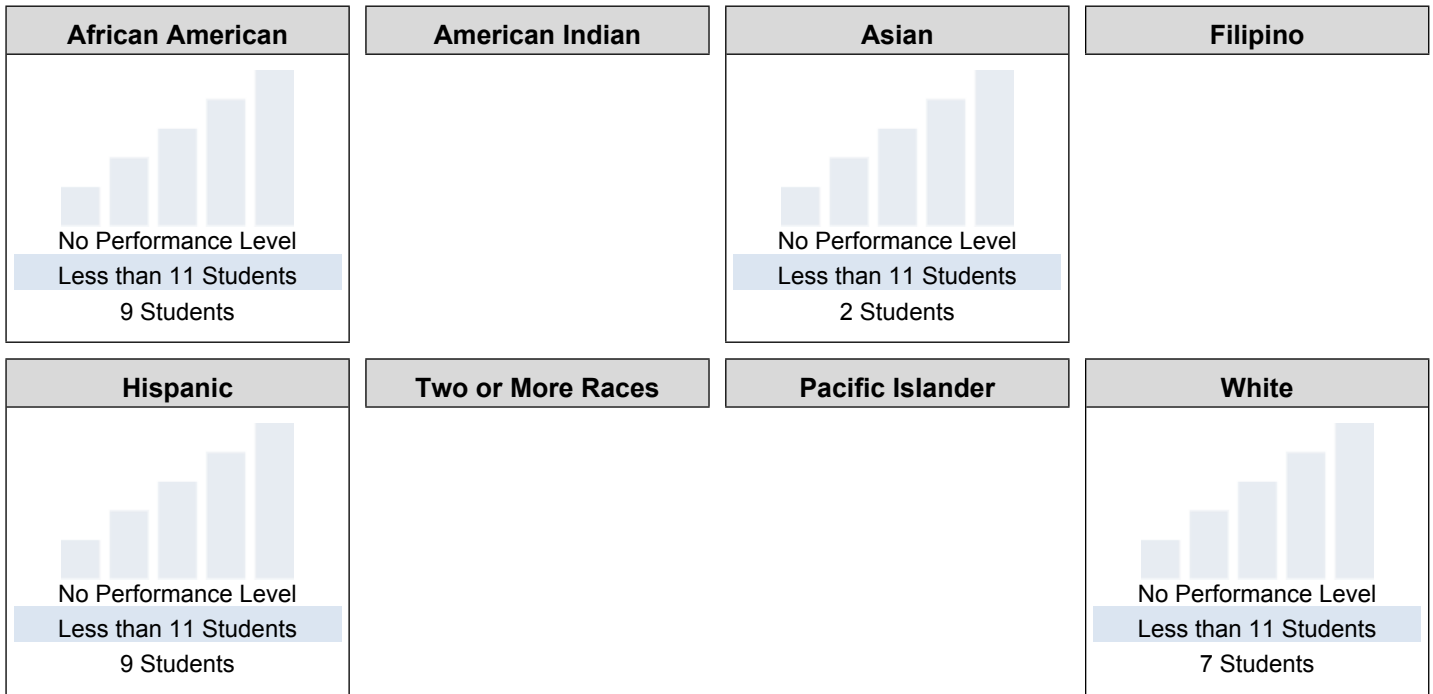 African American
American Indian
Asian
Filipino
No Performance Level
Less than 11 Students
9 Students
No Performance Level
Less than 11 Students
2 Students
Hispanic
Two or More Races
Pacific Islander
White
No Performance Level
Less than 11 Students
9 Students
No Performance Level
Less than 11 Students
7 Students